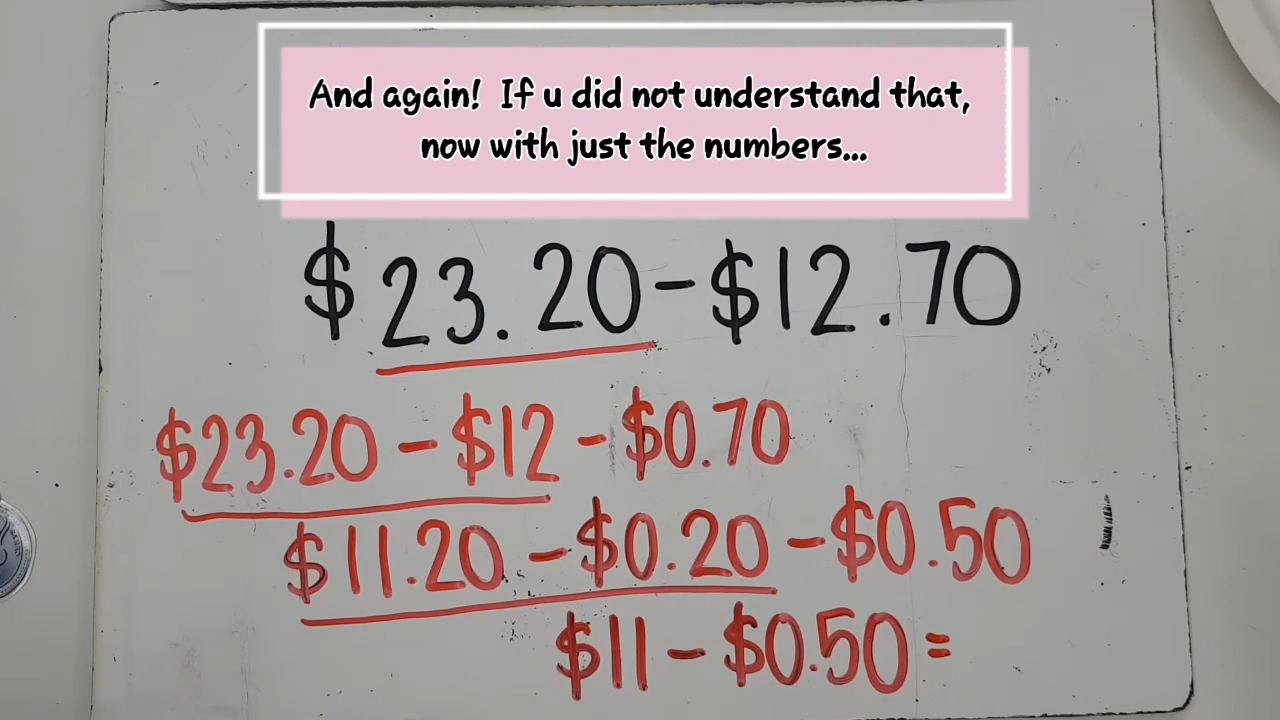 And again! If u did not understand that,
now with just the numbers...
$23.20-$12.70
$23.20-$12-$0.70
$11.20-$0.20-$0.50
$11-$0.50=